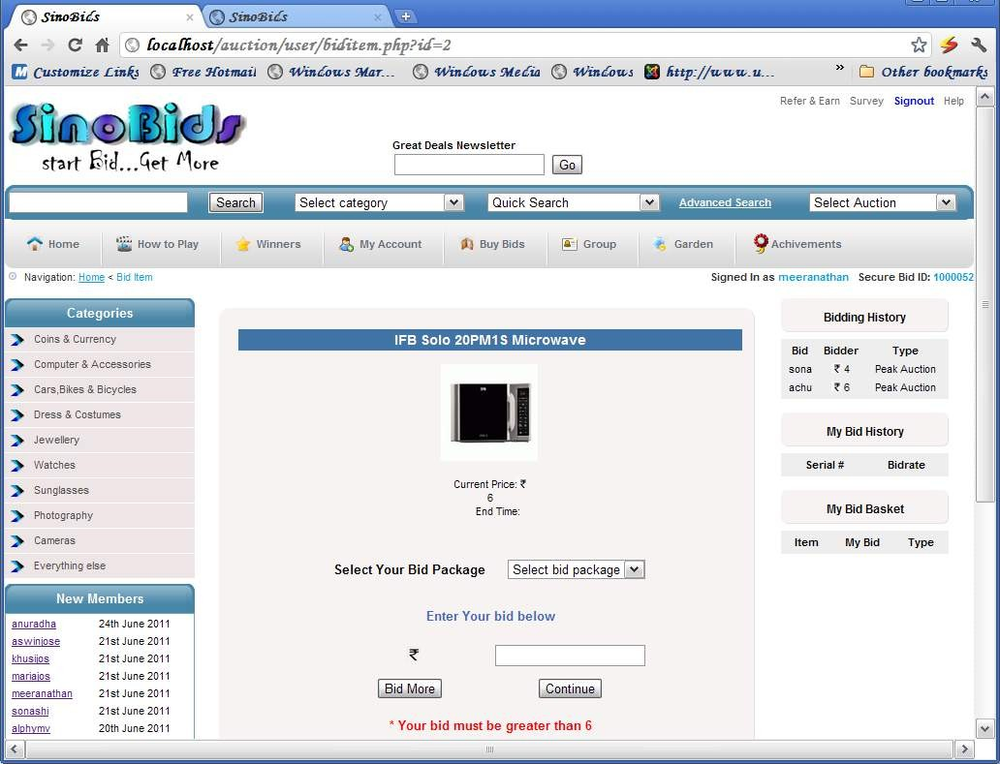 SinoBids
SinoBids
localhost/auction/user/biditem.php?id=2
Customize Links Free Hotmail Windows Mar... Windows Media Windows http://www.u... » Other bookmarks
Refer & Earn Survey Signout Help
SinoBids
start Bid...Get More
Great Deals Newsletter
Go
Search Select category Quick Search Advanced Search Select Auction
Home How to Play Winners My Account Buy Bids Group Garden Achivements
Navigation: Home < Bid Item
Signed In as meeranathan Secure Bid ID: 1000052
Categories
Coins & Currency
Computer & Accessories
Cars,Bikes & Bicycles
Dress & Costumes
Jewellery
Watches
Sunglasses
Photography
Cameras
Everything else
New Members
anuradha 24th June 2011
aswinjose 21st June 2011
khusijos 21st June 2011
mariajos 21st June 2011
meeranathan 21st June 2011
sonashi 21st June 2011
alphymv 20th June 2011
IFB Solo 20PM1S Microwave
Current Price: ₹
6
End Time:
Select Your Bid Package Select bid package
Enter Your bid below
₹
Bid More Continue
* Your bid must be greater than 6
Bidding History
Bid Bidder Type
sona ₹ 4 Peak Auction
achu ₹ 6 Peak Auction
My Bid History
Serial # Bidrate
My Bid Basket
Item My Bid Type